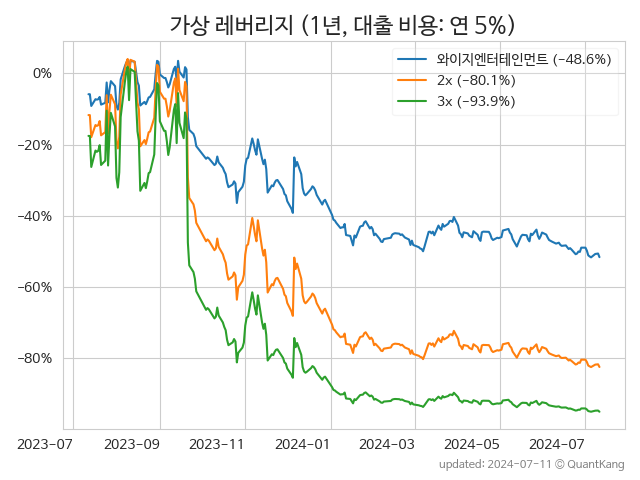 가상 레버리지 (1년, 대출 비용: 연 5%)
와이지엔터테인먼트 (−48.6%)
2x (−80.1%)
3x (−93.9%)
0%
−20%
−40%
−60%
−80%
2023-07 2023-09 2023-11 2024-01 2024-03 2024-05 2024-07
updated: 2024-07-11 © QuantKang